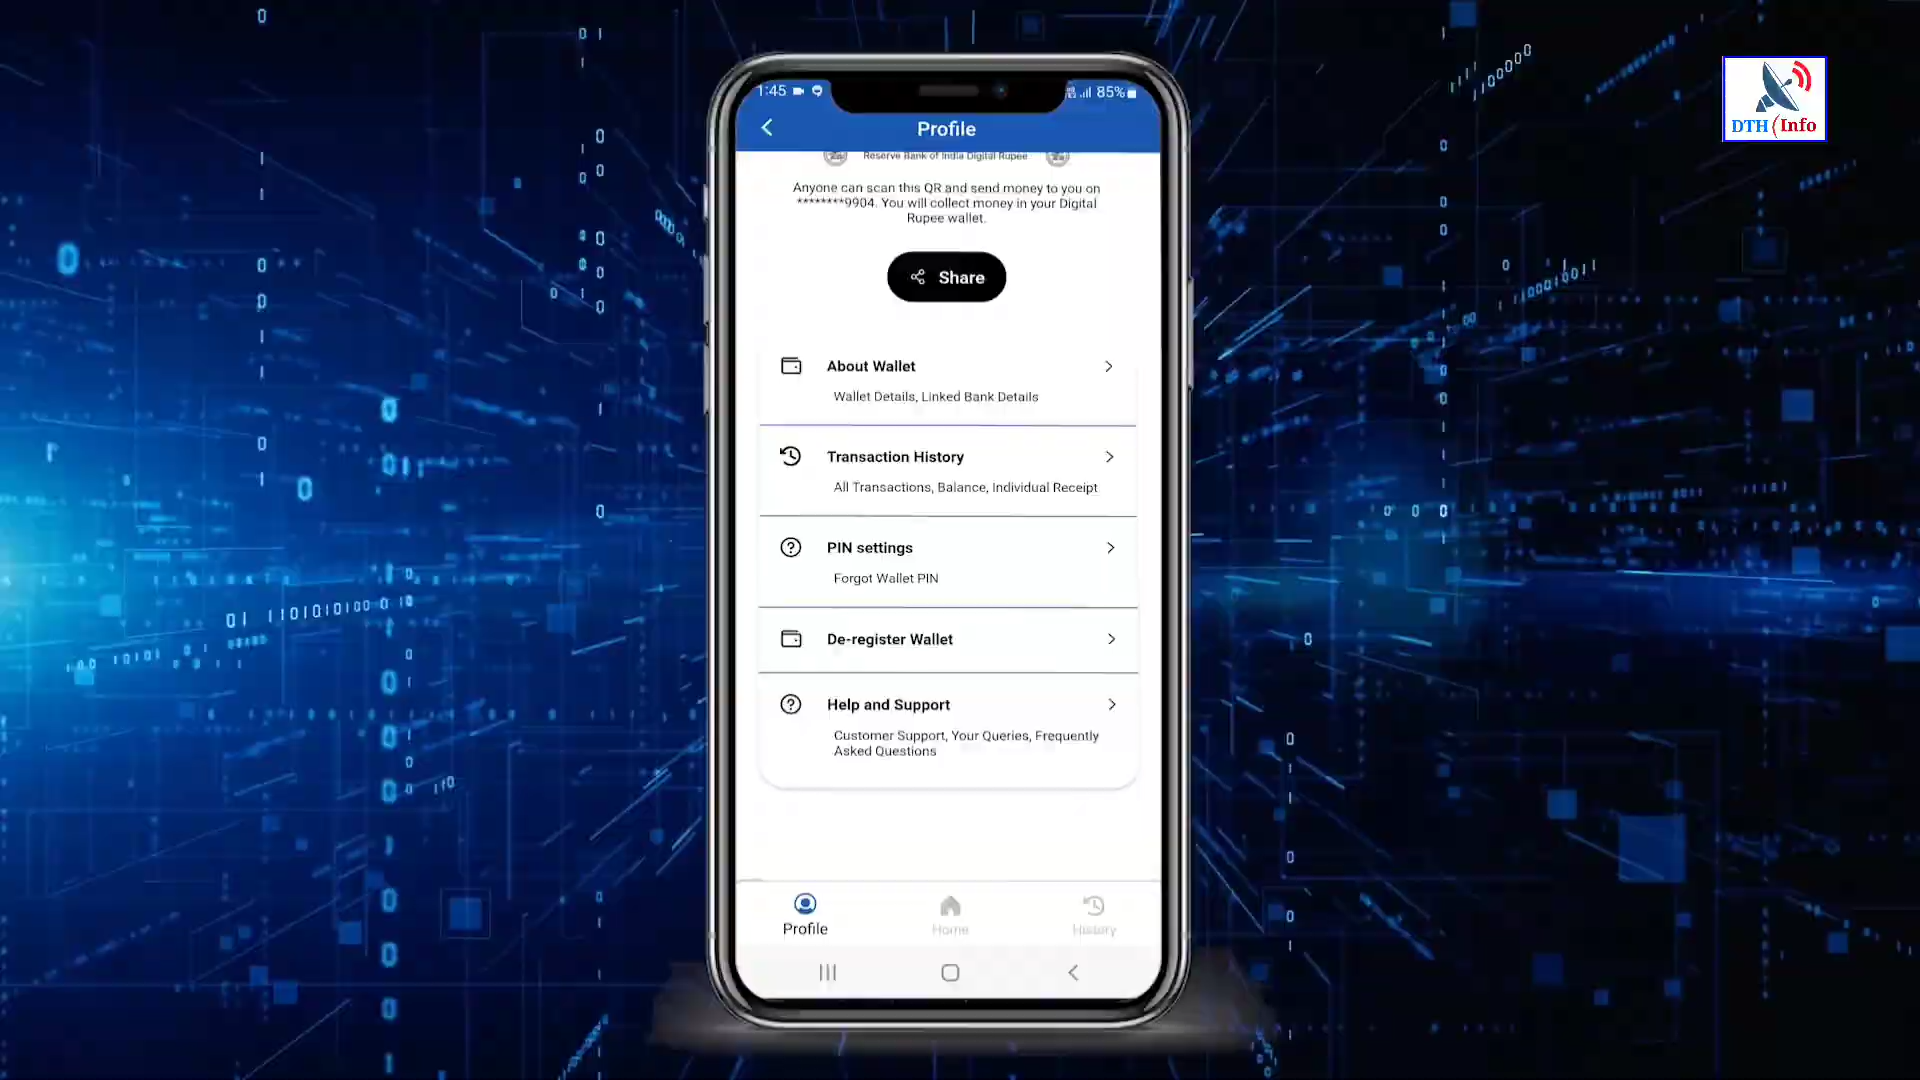 DTH Info
1:45
85%
Profile
Reserve Bank of India Digital Rupee
Anyone can scan this QR and send money to you on
********9904. You will collect money in your Digital
Rupee wallet.
Share
About Wallet
Wallet Details, Linked Bank Details
Transaction History
All Transactions, Balance, Individual Receipt
PIN settings
Forgot Wallet PIN
De-register Wallet
Help and Support
Customer Support, Your Queries, Frequently
Asked Questions
Profile
Home
History